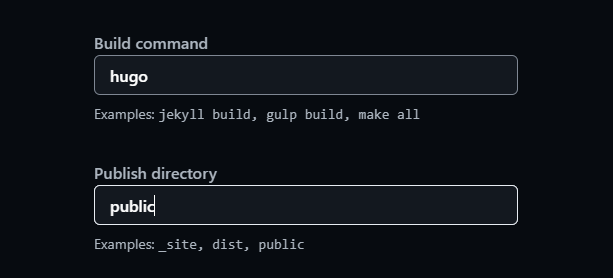 Build command
hugo
Examples: jekyll build, gulp build, make all
Publish directory
public
Examples: _site, dist, public